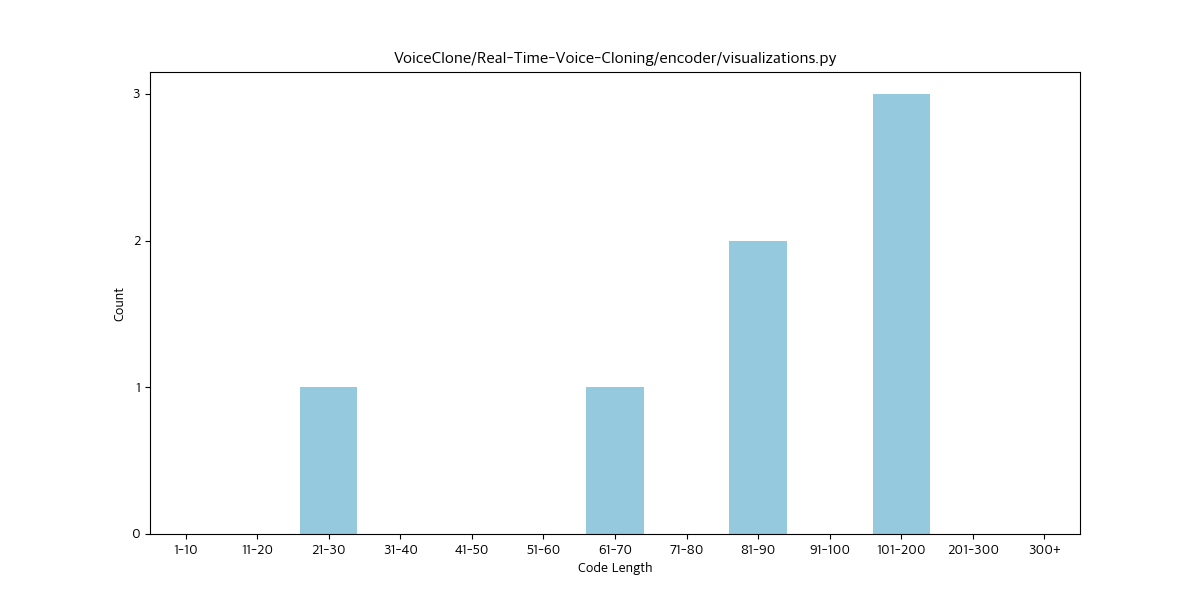 VoiceClone/Real-Time-Voice-Cloning/encoder/visualizations.py
3
2
1
0
Count
1-10 11-20 21-30 31-40 41-50 51-60 61-70 71-80 81-90 91-100 101-200 201-300 300+
Code Length